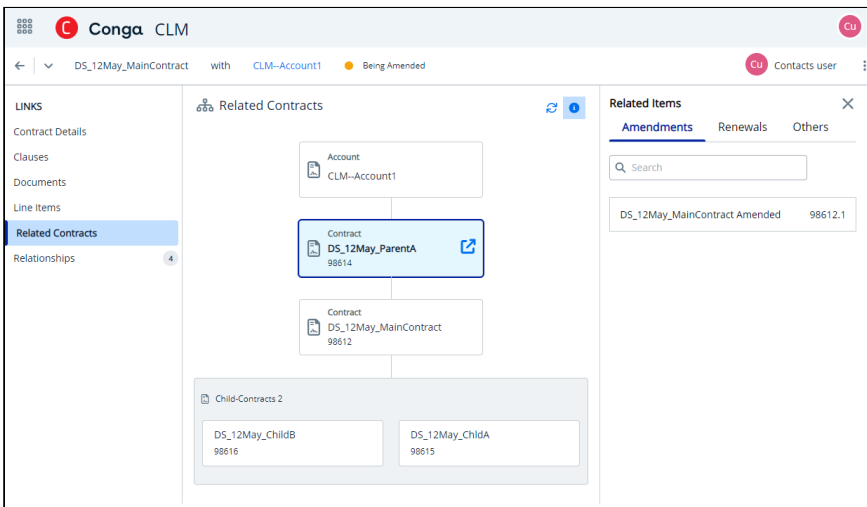 C Conga CLM
Cu
DS_12May_MainContract with CLM--Account1 Being Amended
Cu Contacts user
LINKS
Contract Details
Clauses
Documents
Line Items
Related Contracts
Relationships 4
Related Contracts
Account
CLM--Account1
Contract
DS_12May_ParentA
98614
Contract
DS_12May_MainContract
98612
Child-Contracts 2
DS_12May_ChildB
98616
DS_12May_ChldA
98615
Related Items
Amendments Renewals Others
Search
DS_12May_MainContract Amended 98612.1